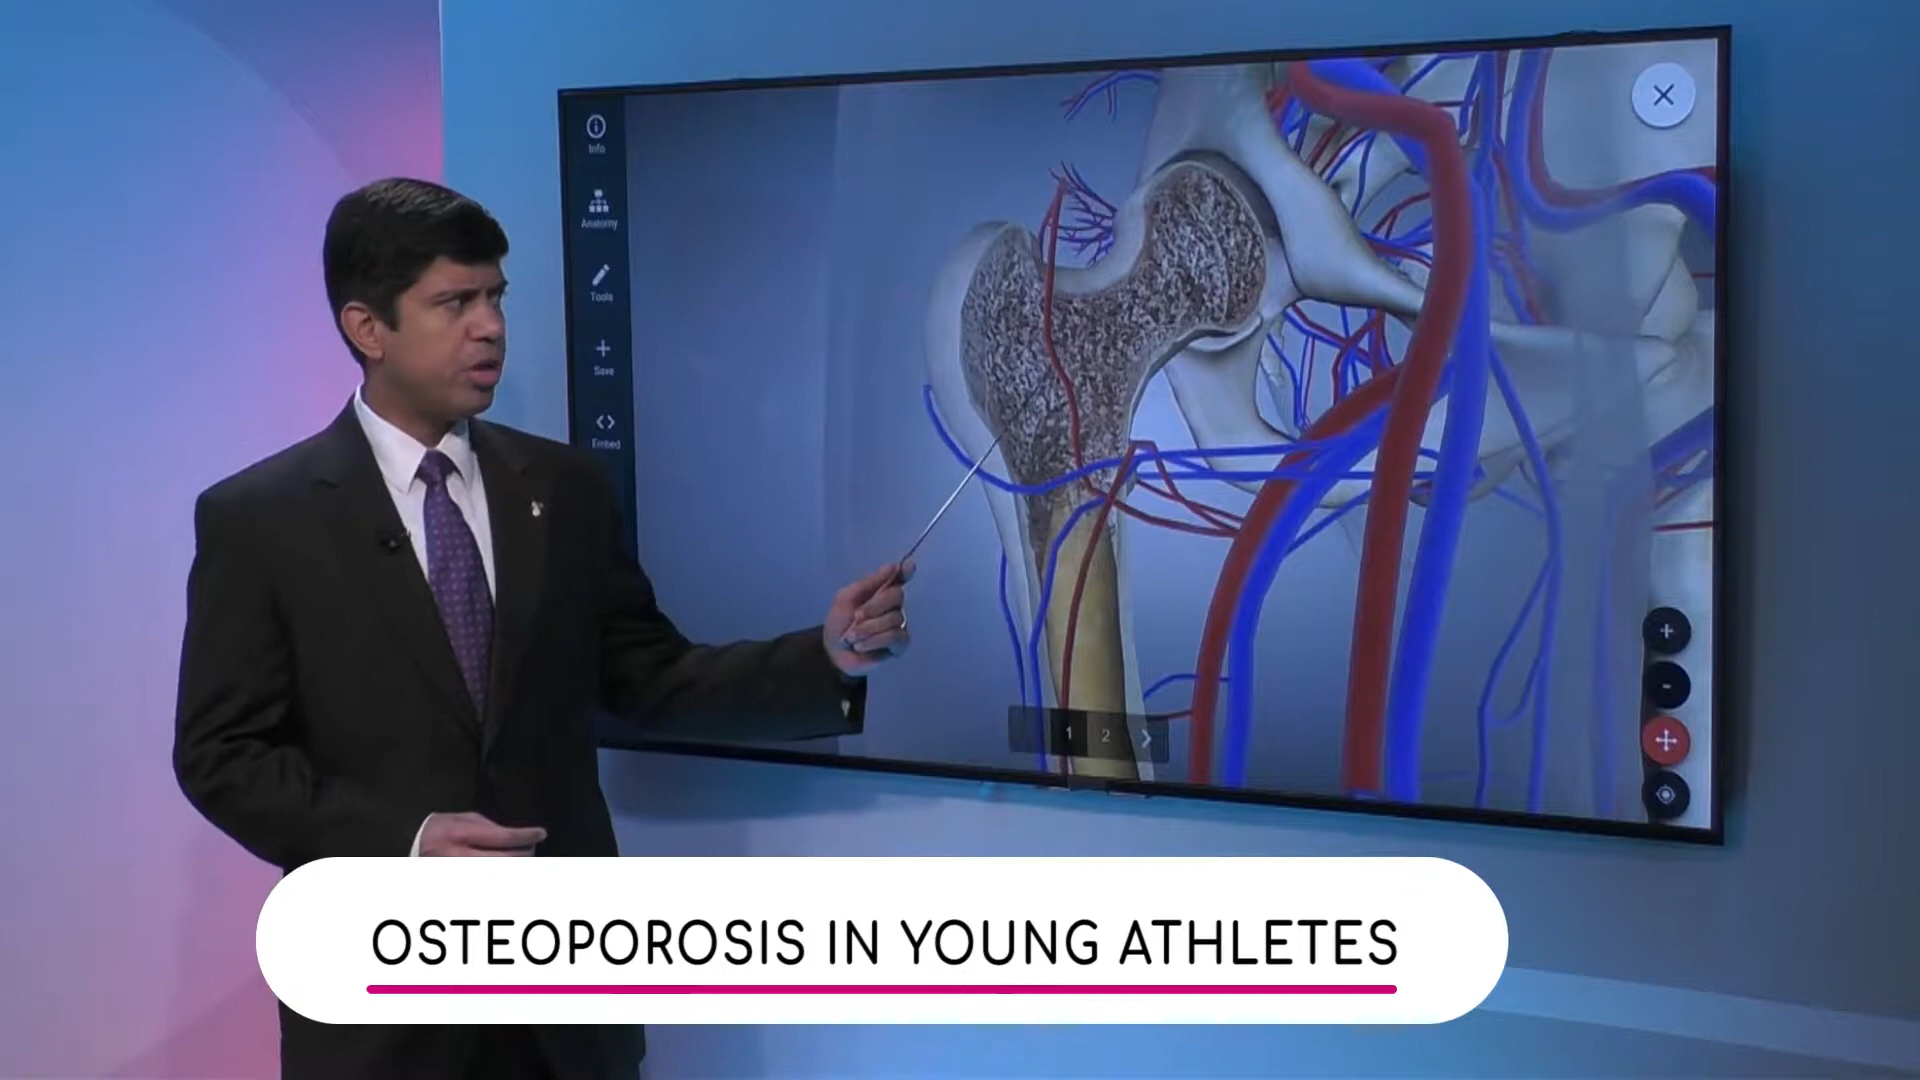 Info
Anatomy
Tools
+
Save
<>
Embed
×
+
-
1 2 >
OSTEOPOROSIS IN YOUNG ATHLETES